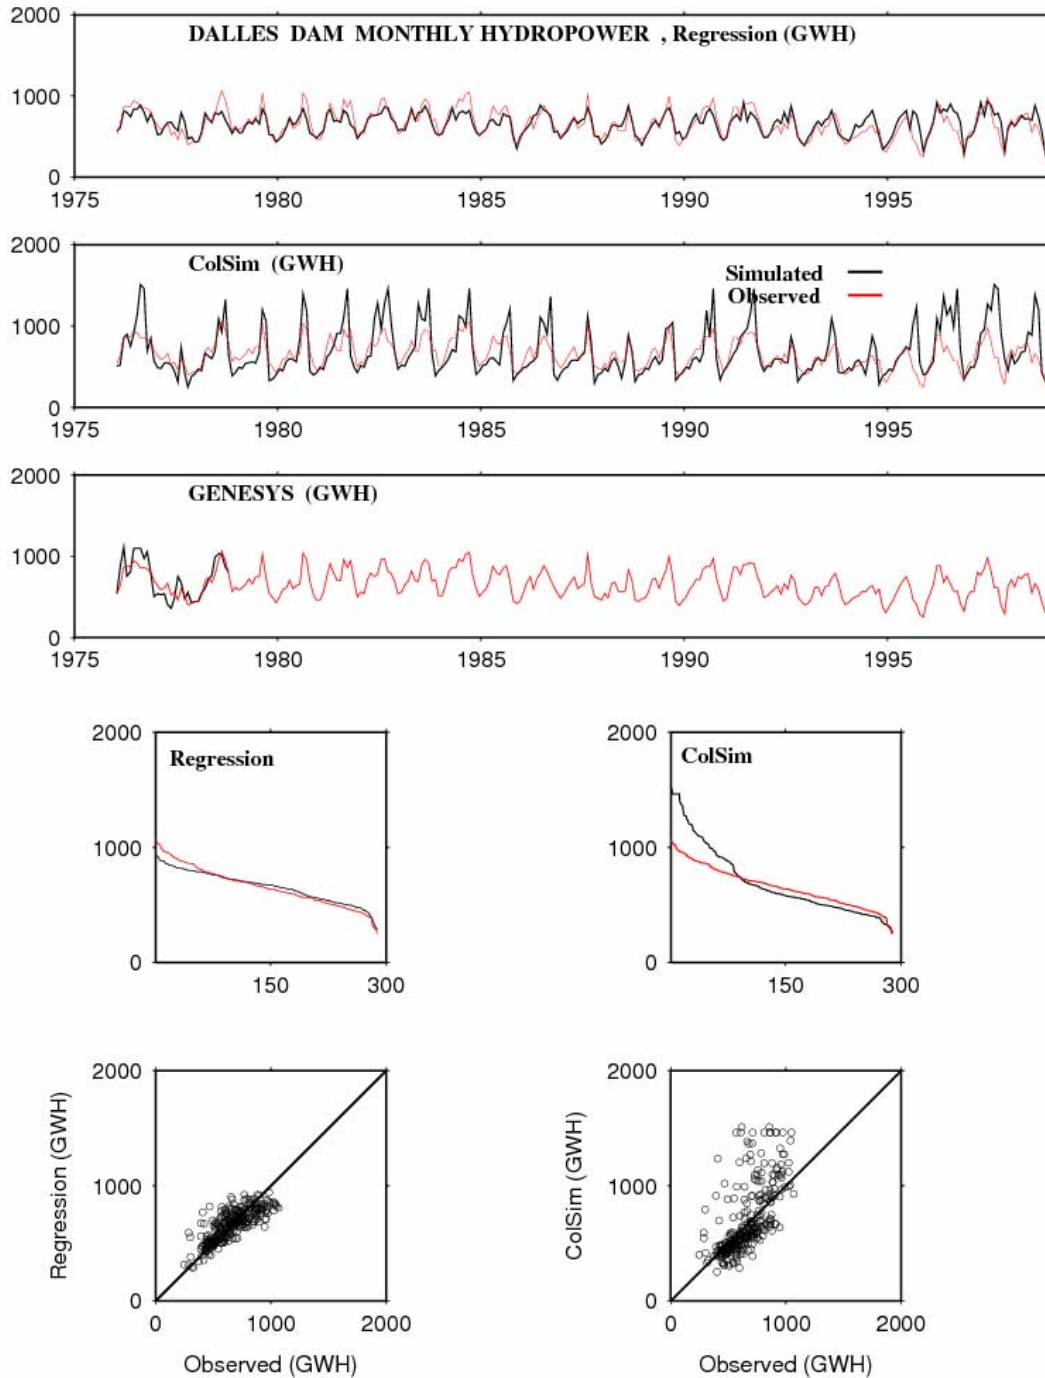 2000
DALLES DAM MONTHLY HYDROPOWER , Regression (GWH)
1000
0
1975 1980 1985 1990 1995
2000
ColSim (GWH)
Simulated
Observed
1000
0
1975 1980 1985 1990 1995
2000
GENESYS (GWH)
1000
0
1975 1980 1985 1990 1995
2000
Regression
1000
0
150 300
2000
ColSim
1000
0
150 300
2000
Regression (GWH)
1000
0
0 1000 2000
Observed (GWH)
2000
ColSim (GWH)
1000
0
0 1000 2000
Observed (GWH)